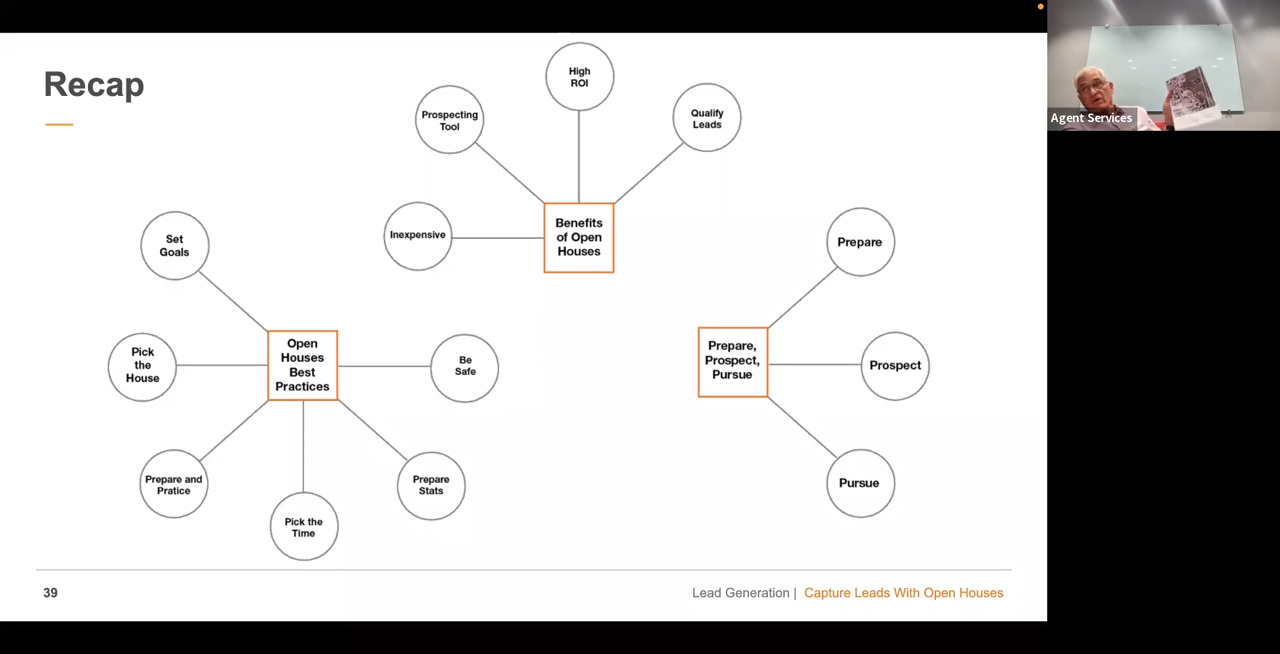 Recap
High
ROI
Prospecting
Tool
Qualify
Leads
Inexpensive
Benefits
of Open
Houses
Set
Goals
Pick
the
House
Open
Houses
Best
Practices
Be
Safe
Prepare and
Pratice
Pick the
Time
Prepare
Stats
Prepare
Prepare,
Prospect,
Pursue
Prospect
Pursue
39
Lead Generation | Capture Leads With Open Houses
Agent Services